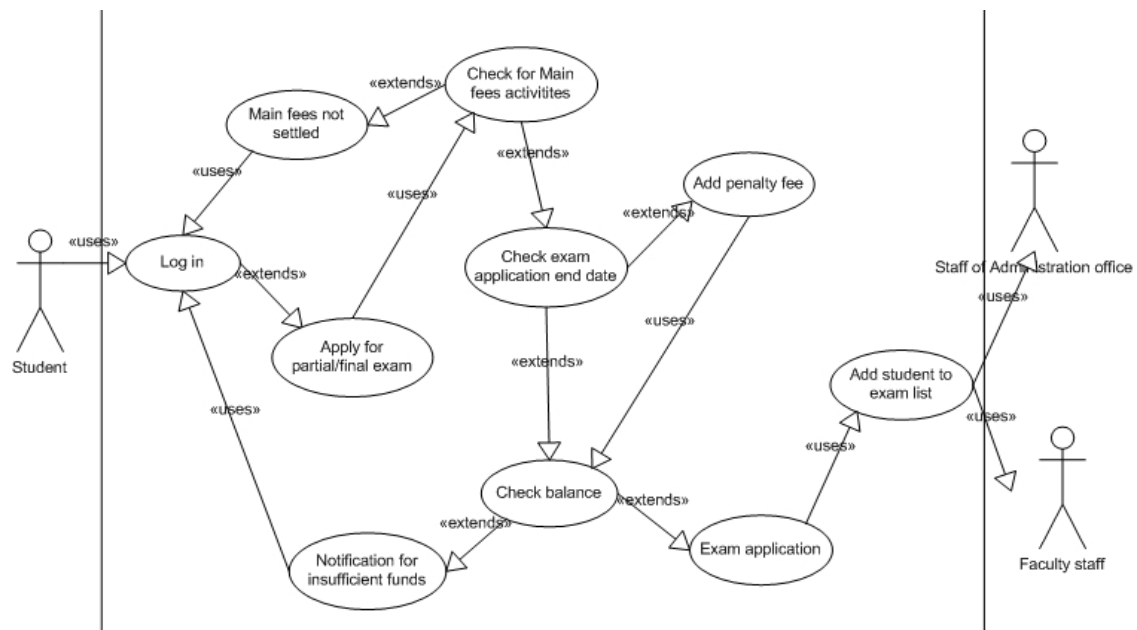 Check for Main
fees activitites
«extends»
Main fees not
settled
«extends»
«uses»
«uses»
Add penalty fee
«extends»
«uses»
Log in
«extends»
Check exam
application end date
Staff of Administration office
«uses»
Student
Apply for
partial/final exam
«uses»
«extends»
Add student to
exam list
«uses»
«uses»
«uses»
Check balance
«extends»
«extends»
Notification for
insufficient funds
Exam application
Faculty staff